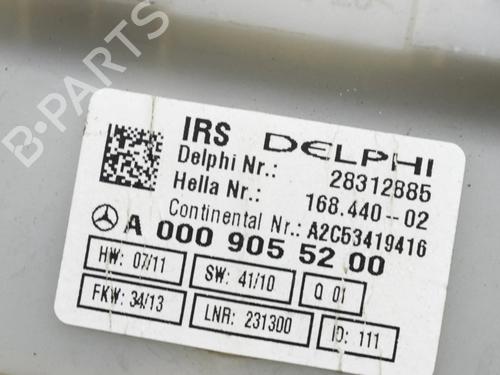 IRS DELPHI
Delphi Nr.: 28312885
Hella Nr.: 168.440-02
Continental Nr.: A2C53419416
A 000 905 52 00
HW: 07/11 SW: 41/10 Q 01
FKW: 34/13 LNR: 231300 ID: 111
B-PARTS